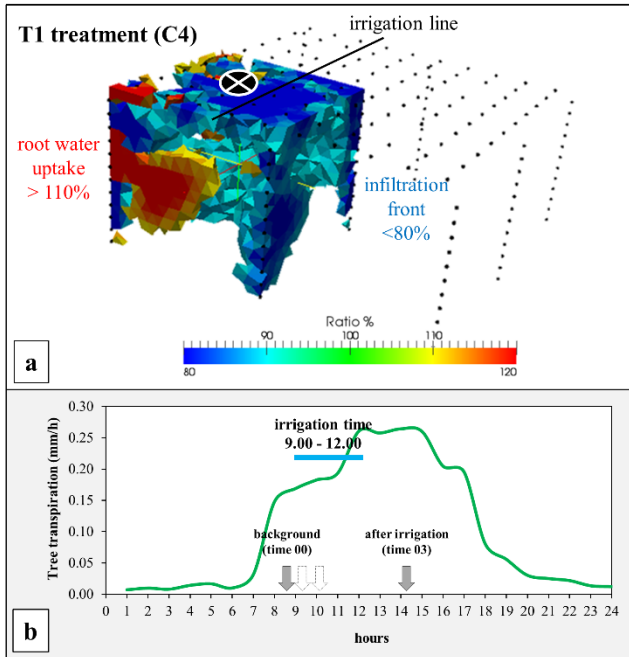 T1 treatment (C4)
irrigation line
root water
uptake
> 110%
infiltration
front
<80%
Ratio %
90 100 110
80 120
a
0.30
0.25
0.20
0.15
0.10
0.05
0.00
Tree transpiration (mm/h)
irrigation time
9.00 - 12.00
background
(time 00)
after irrigation
(time 03)
0 1 2 3 4 5 6 7 8 9 10 11 12 13 14 15 16 17 18 19 20 21 22 23 24
hours
b